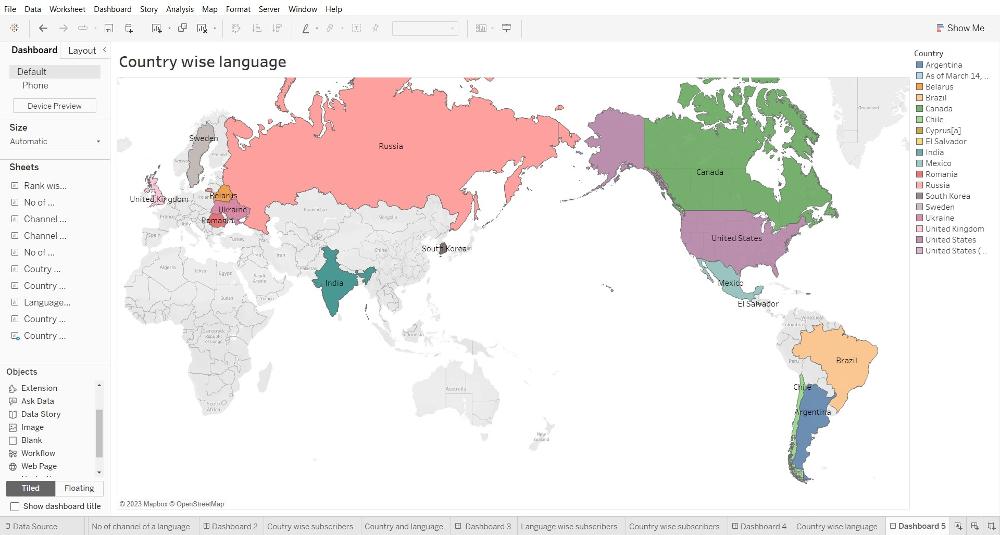 File Data Worksheet Dashboard Story Analysis Map Format Server Window Help
Show Me
Dashboard Layout
Default
Phone
Device Preview
Size
Automatic
Sheets
Rank wis...
No of ...
Channel ...
Channel ...
No of ...
Coutry ...
Country ...
Language...
Country ...
Country ...
Objects
Extension
Ask Data
Data Story
Image
Blank
Workflow
Web Page
Tiled Floating
Show dashboard title
Country wise language
Greenland
Sweden
Russia
Finland
Norwa
Canada
United Kingdom
Belarus
Polan
Ukraine
Kazakhstan
France
Mongolia
Romania
Italy
Spain
Turkey
United States
South Korea
China
Iraq
Iran
Algeria
Libya
Egypt
Pakistan
Saudi
Arabia
India
Mexico
Sudan
Yemen
El Salvador
Venezuela
Colombia
Democratic
Republic
of Congo
Indonesia
Peru
Brazil
Chile
Australia
South
Africa
Argentina
New
Zealand
© 2023 Mapbox © OpenStreetMap
Country
Argentina
As of March 14, ..
Belarus
Brazil
Canada
Chile
Cyprus[a]
El Salvador
India
Mexico
Romania
Russia
South Korea
Sweden
Ukraine
United Kingdom
United States
United States ( ..
Data Source No of channel of a language Dashboard 2 Coutry wise subscribers Country and language Dashboard 3 Language wise subscribers Country wise subscribers Dashboard 4 Country wise language Dashboard 5